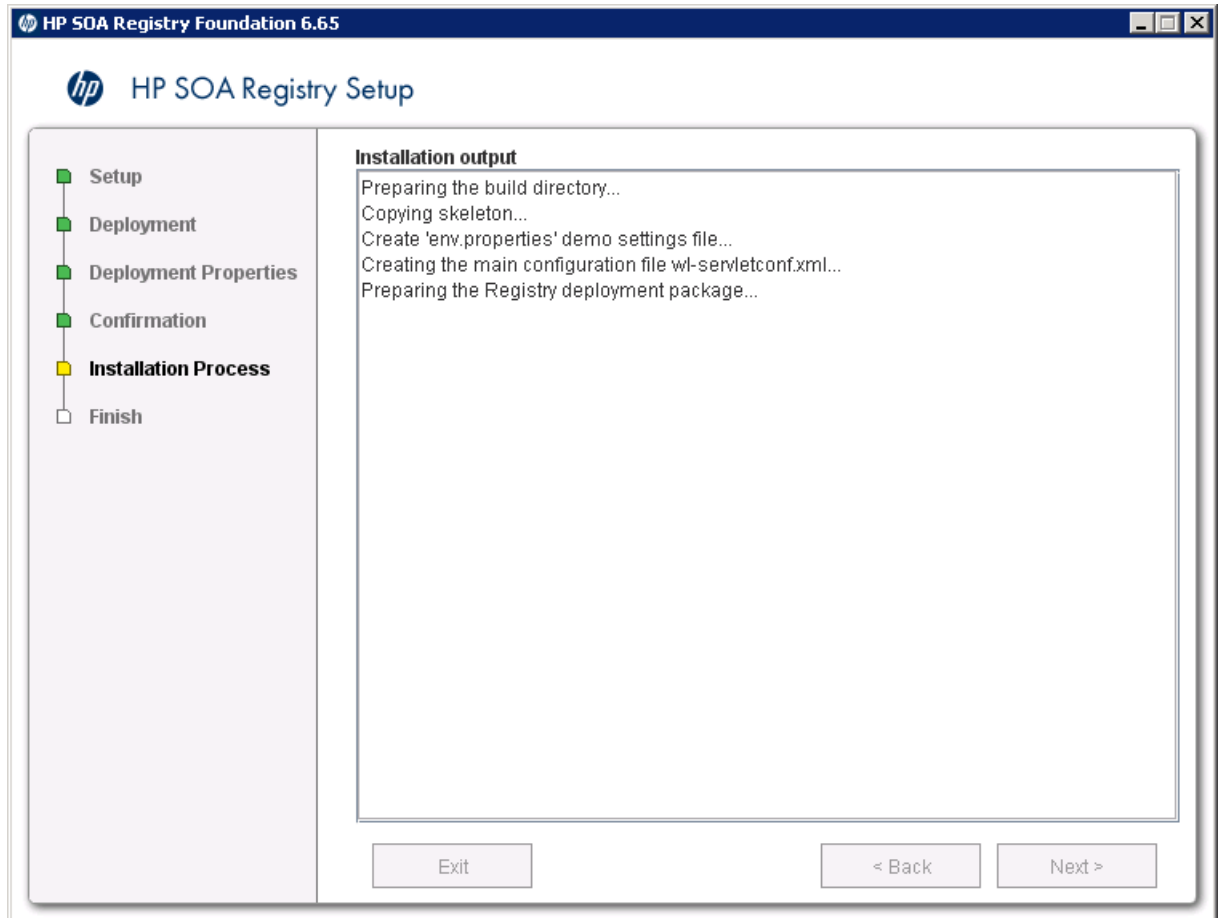 HP SOA Registry Foundation 6.65
hp HP SOA Registry Setup
Setup
Deployment
Deployment Properties
Confirmation
Installation Process
Finish
Installation output
Preparing the build directory...
Copying skeleton...
Create 'env.properties' demo settings file...
Creating the main configuration file wl-servletconf.xml...
Preparing the Registry deployment package...
Exit
< Back
Next >